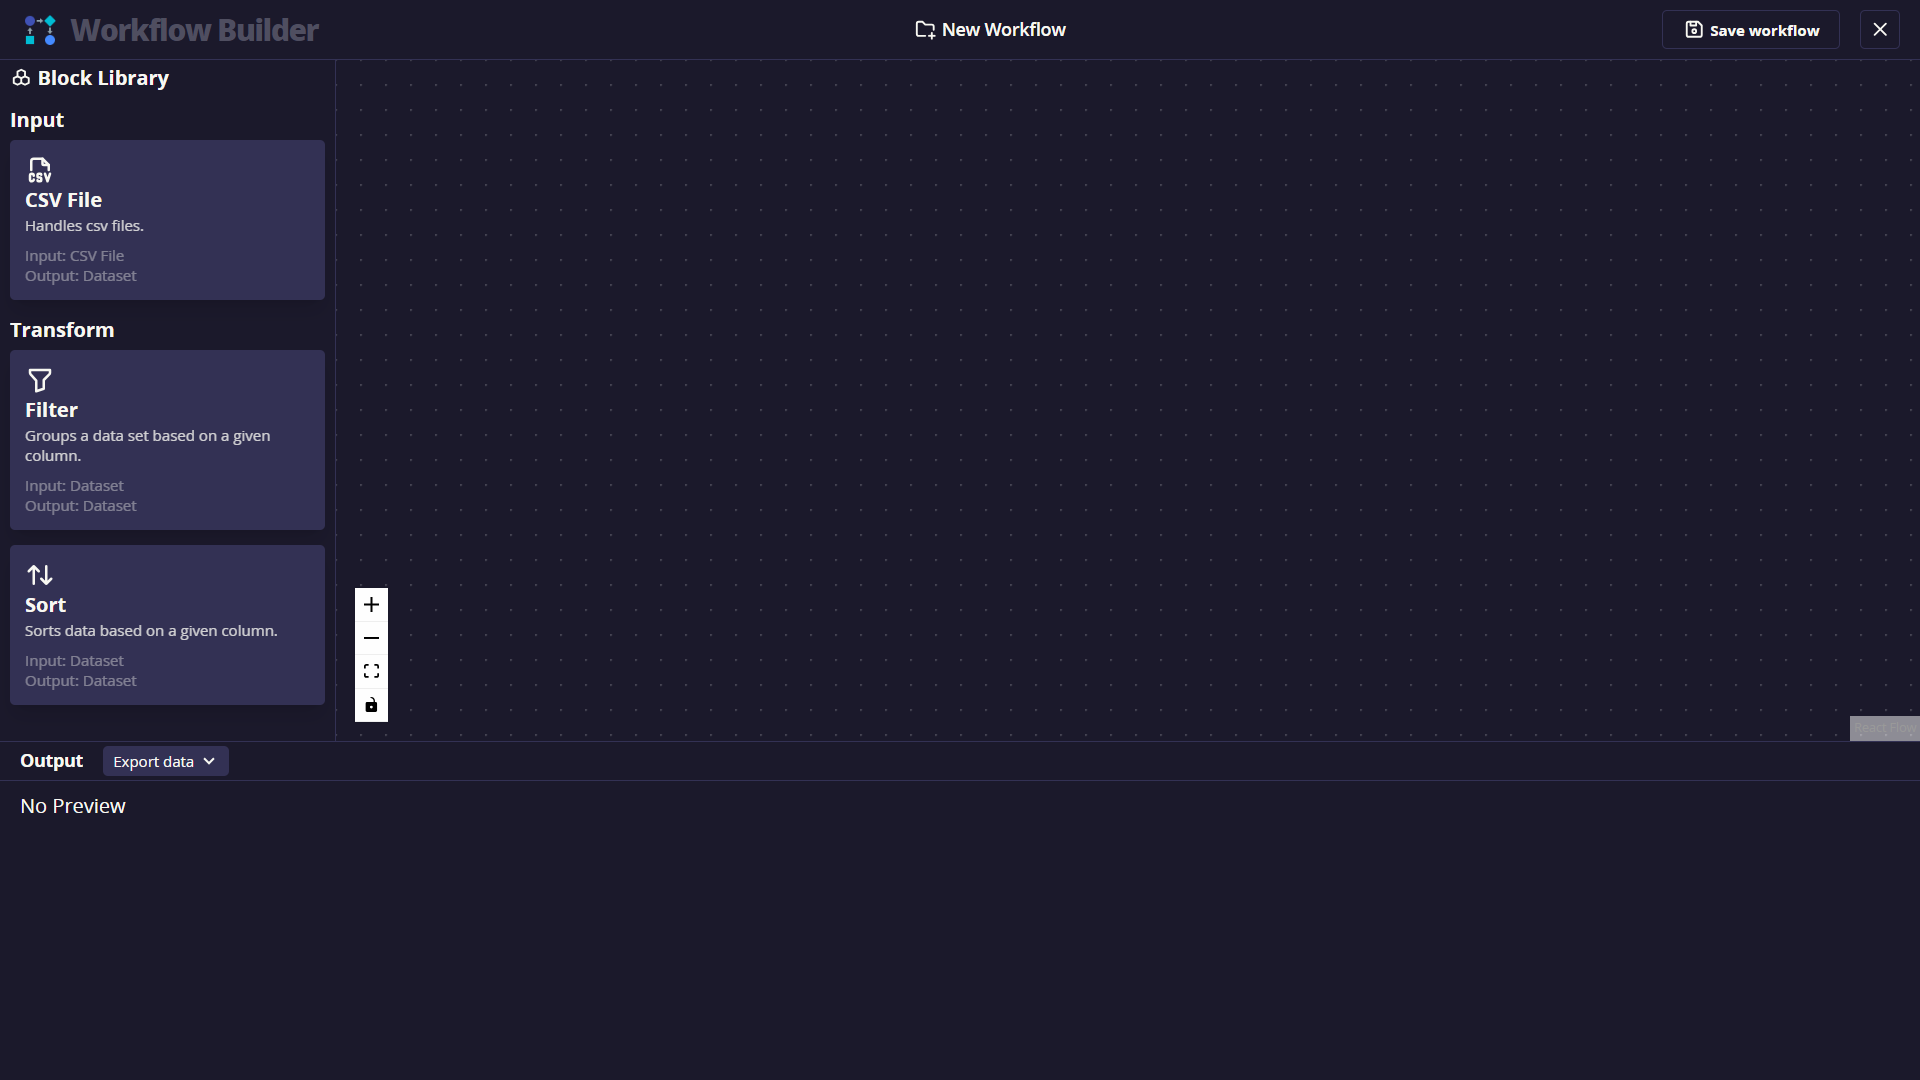 Workflow Builder
New Workflow
Save workflow
Block Library
Input
CSV
CSV File
Handles csv files.
Input: CSV File
Output: Dataset
Transform
Filter
Groups a data set based on a given
column.
Input: Dataset
Output: Dataset
Sort
Sorts data based on a given column.
Input: Dataset
Output: Dataset
React Flow
Output
Export data
No Preview